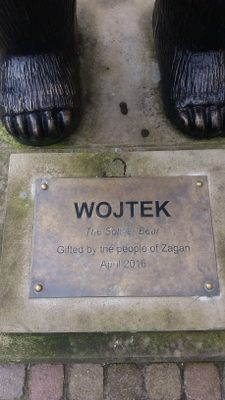 WOJTEK
The Soldier Bear
Gifted by the people of Zagan
April 2016